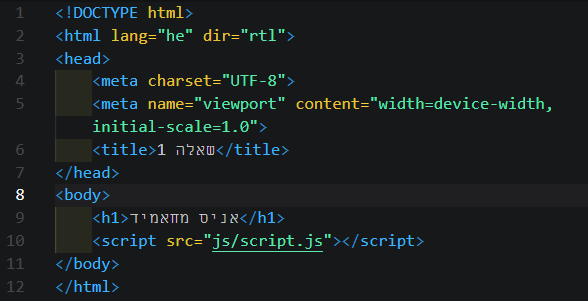 1 <!DOCTYPE html>
2 <html lang="he" dir="rtl">
3 <head>
4 <meta charset="UTF-8">
5 <meta name="viewport" content="width=device-width,
initial-scale=1.0">
6 <title>שאלה 1</title>
7 </head>
8 <body>
9 <h1>אניס מחאמיד</h1>
10 <script src="js/script.js"></script>
11 </body>
12 </html>